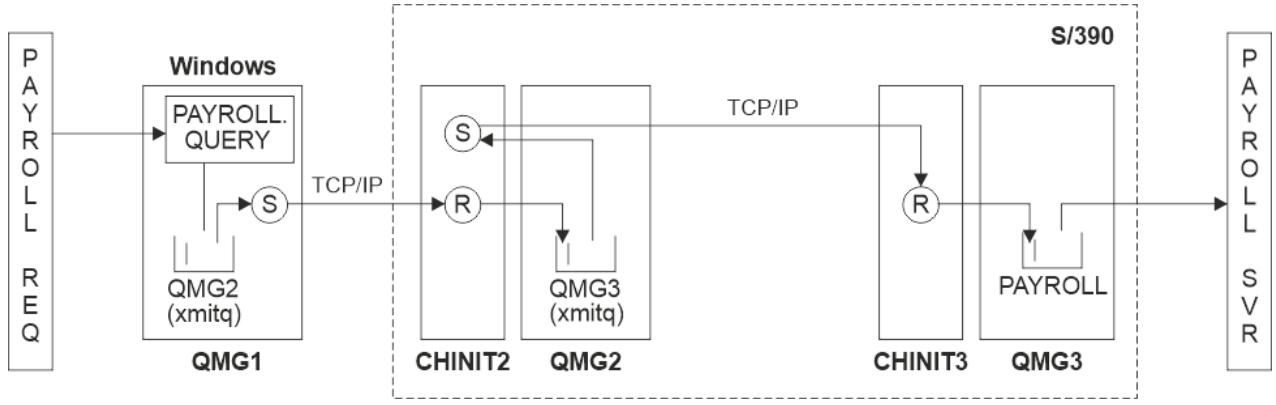 PAYROLL REQ
Windows
PAYROLL.
QUERY
S
QMG2
(xmitq)
QMG1
TCP/IP
S/390
S
R
CHINIT2
QMG3
(xmitq)
QMG2
TCP/IP
R
CHINIT3
PAYROLL
QMG3
PAYROLL SVR